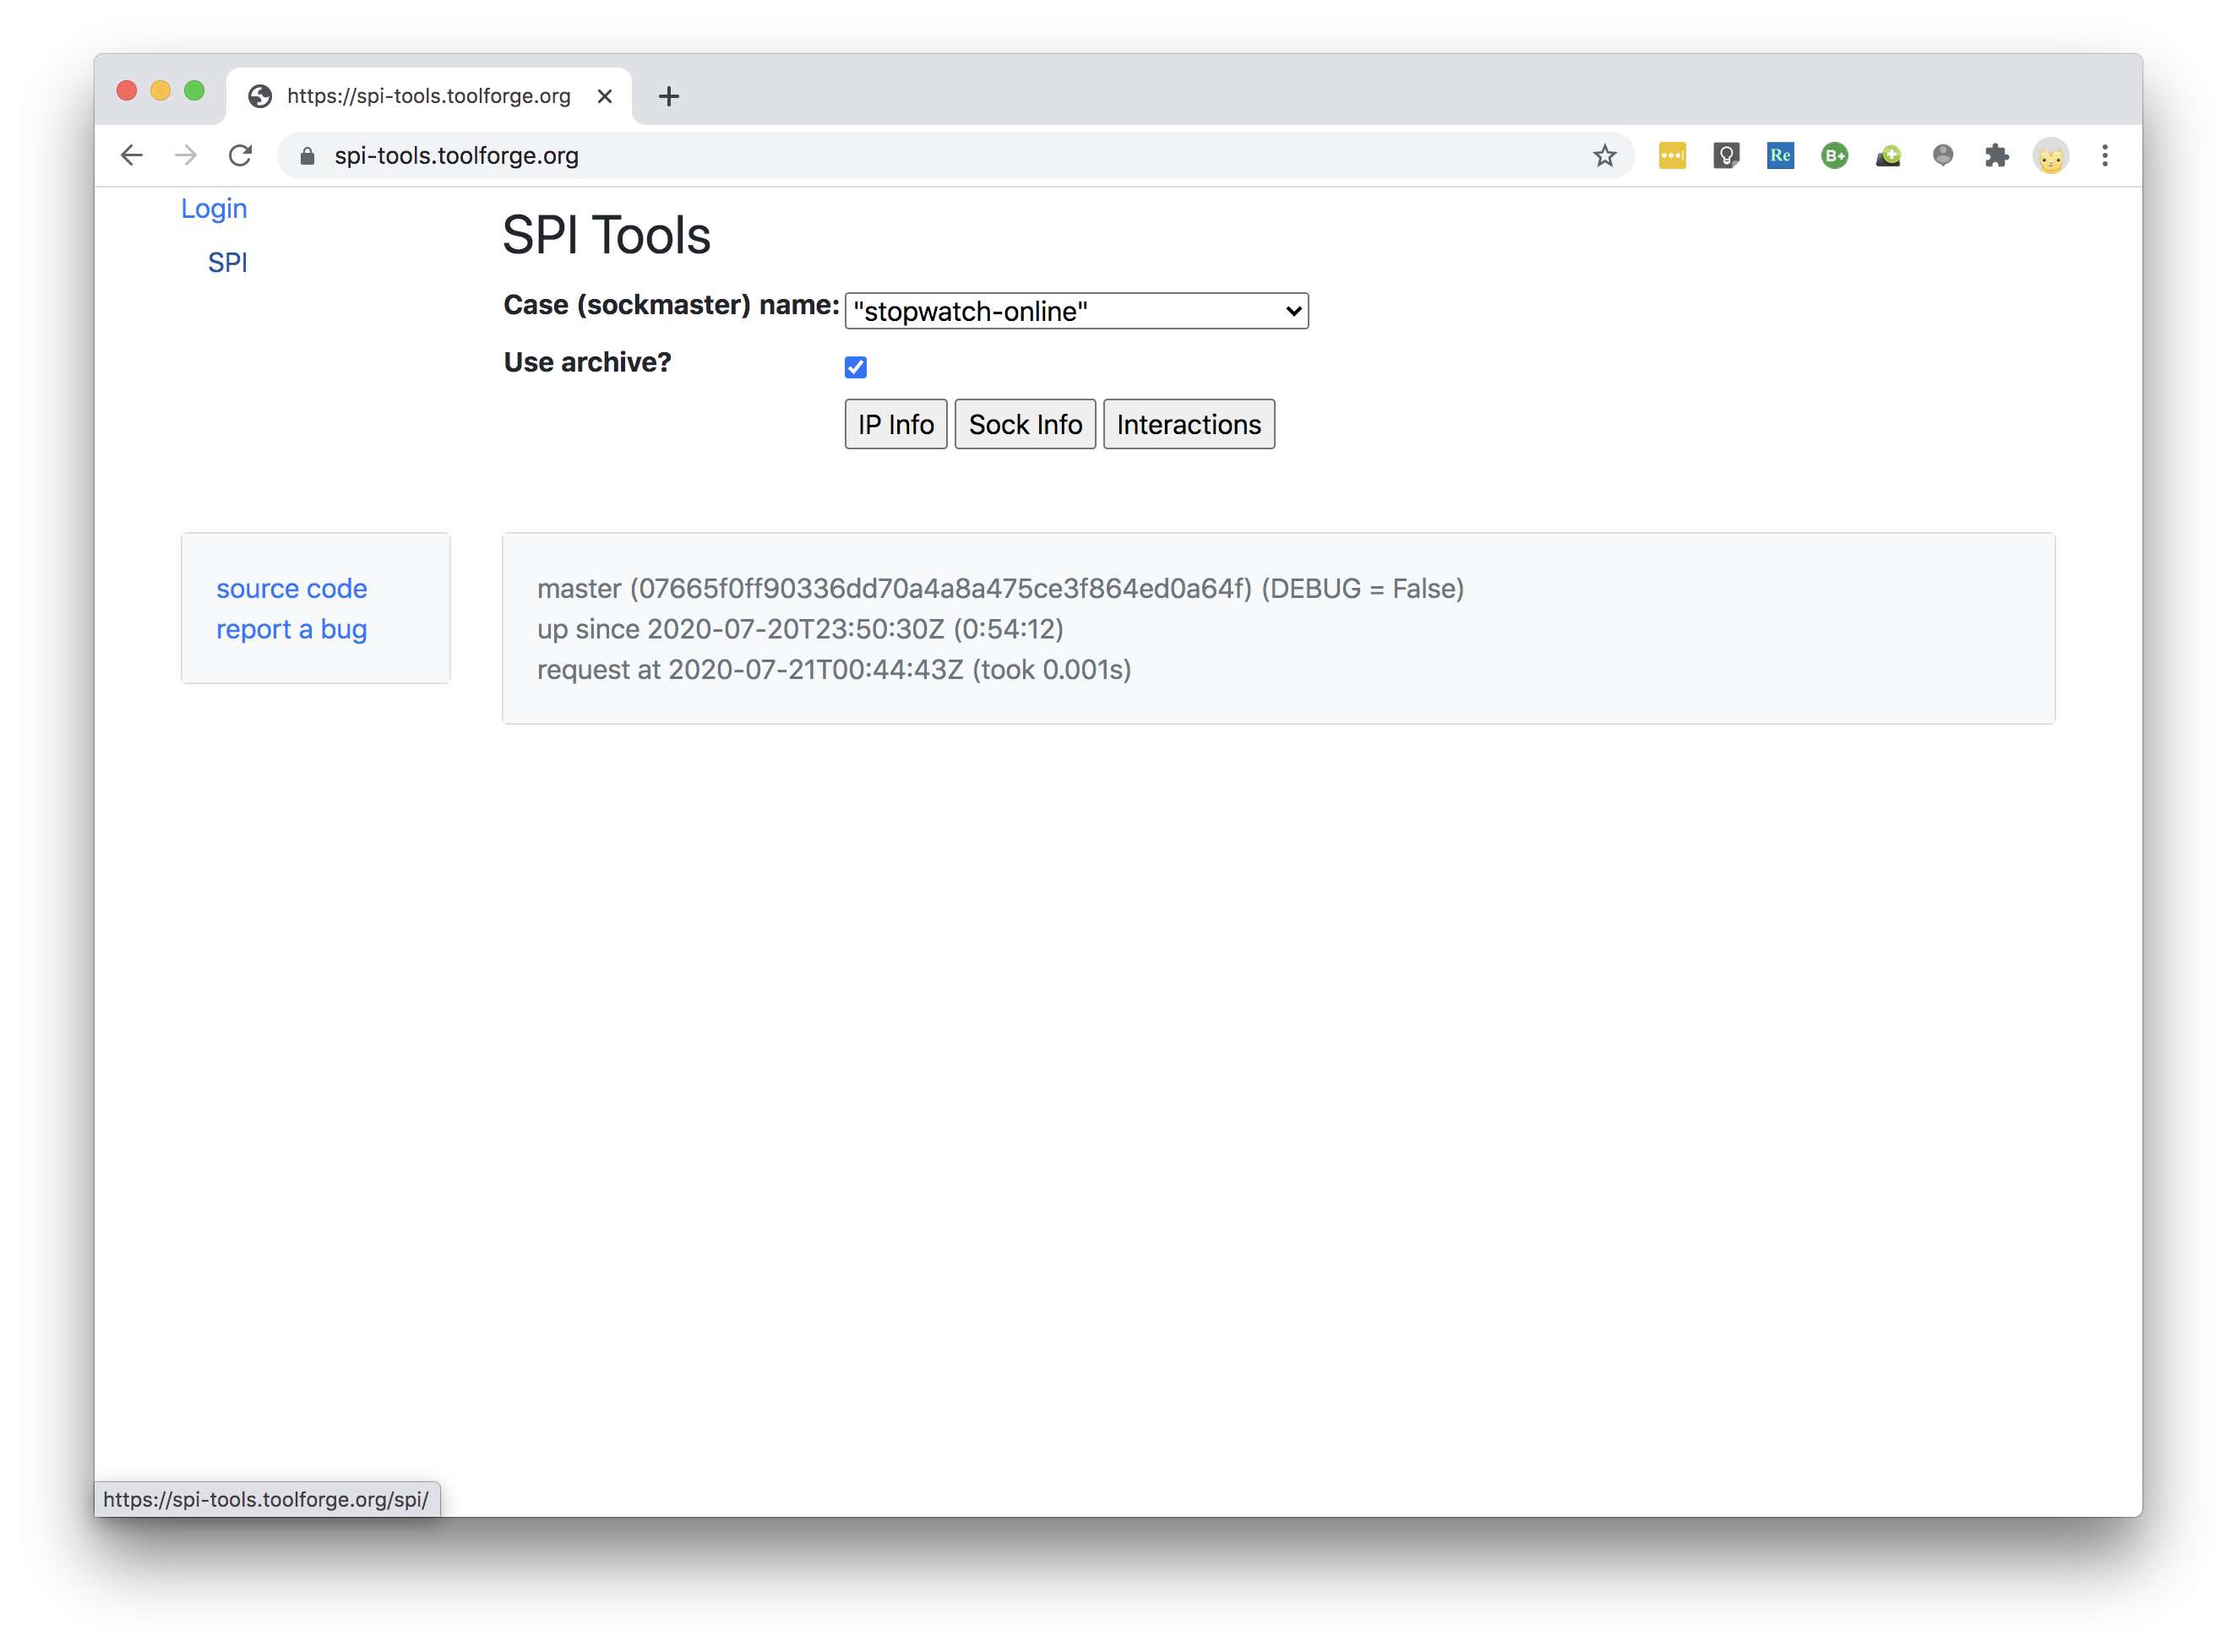 https://spi-tools.toolforge.org
spi-tools.toolforge.org
Re
B+
Login
SPI
SPI Tools
Case (sockmaster) name: "stopwatch-online"
Use archive?
IP Info Sock Info Interactions
source code
report a bug
master (07665f0ff90336dd70a4a8a475ce3f864ed0a64f) (DEBUG = False)
up since 2020-07-20T23:50:30Z (0:54:12)
request at 2020-07-21T00:44:43Z (took 0.001s)
https://spi-tools.toolforge.org/spi/